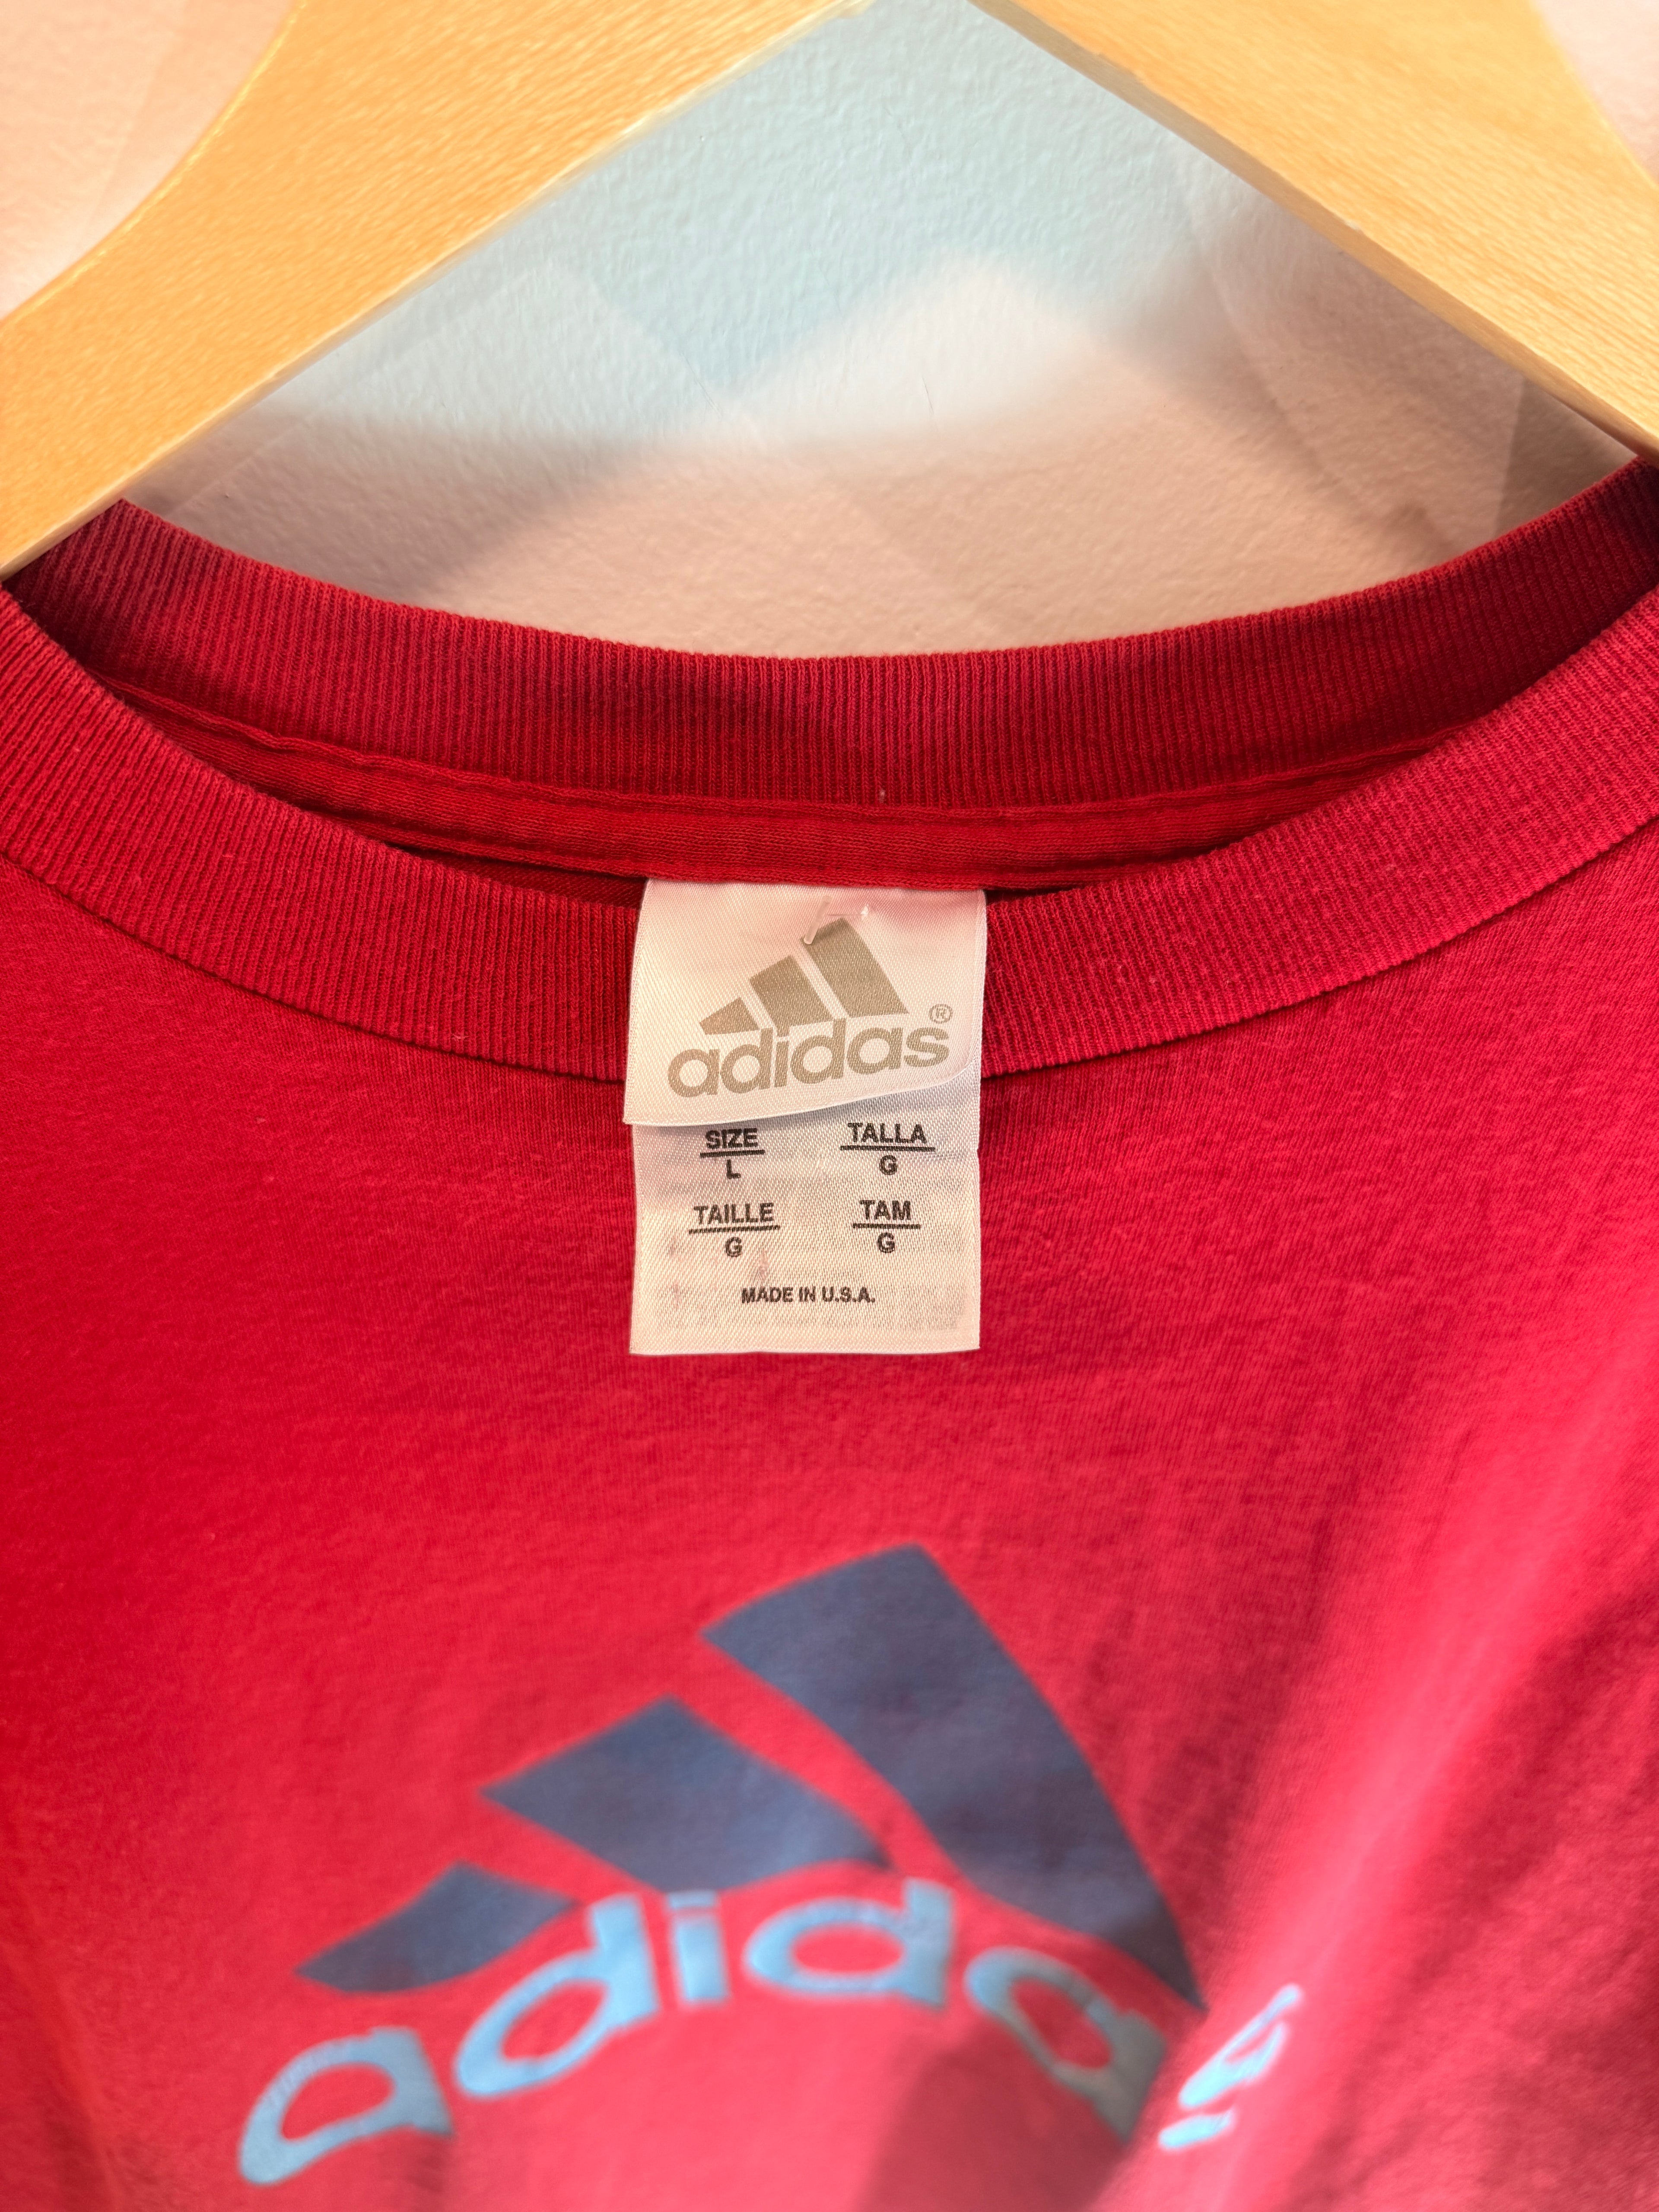 adidas®
SIZE TALLA
L G
TAILLE TAM
G G
MADE IN U.S.A.
adidas